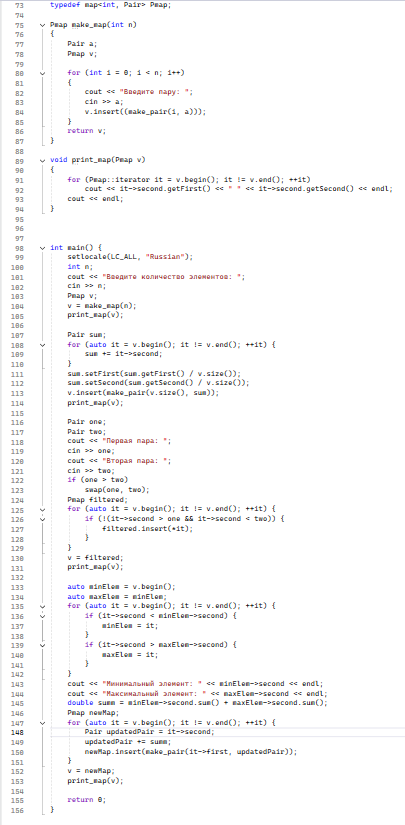 73 typedef map<int, Pair> Pmap;
74
75 Pmap make_map(int n)
76 {
77 Pair a;
78 Pmap v;
79
80 for (int i = 0; i < n; i++)
81 {
82 cout << "Введите пару: ";
83 cin >> a;
84 v.insert((make_pair(i, a)));
85 }
86 return v;
87 }
88
89 void print_map(Pmap v)
90 {
91 for (Pmap::iterator it = v.begin(); it != v.end(); ++it)
92 cout << it->second.getFirst() << " " << it->second.getSecond() << endl;
93 cout << endl;
94 }
95
96
97
98 int main() {
99 setlocale(LC_ALL, "Russian");
100 int n;
101 cout << "Введите количество элементов: ";
102 cin >> n;
103 Pmap v;
104 v = make_map(n);
105 print_map(v);
106
107 Pair sum;
108 for (auto it = v.begin(); it != v.end(); ++it) {
109 sum += it->second;
110 }
111 sum.setFirst(sum.getFirst() / v.size());
112 sum.setSecond(sum.getSecond() / v.size());
113 v.insert(make_pair(v.size(), sum));
114 print_map(v);
115
116 Pair one;
117 Pair two;
118 cout << "Первая пара: ";
119 cin >> one;
120 cout << "Вторая пара: ";
121 cin >> two;
122 if (one > two)
123 swap(one, two);
124 Pmap filtered;
125 for (auto it = v.begin(); it != v.end(); ++it) {
126 if (!(it->second > one && it->second < two)) {
127 filtered.insert(*it);
128 }
129 }
130 v = filtered;
131 print_map(v);
132
133 auto minElem = v.begin();
134 auto maxElem = minElem;
135 for (auto it = v.begin(); it != v.end(); ++it) {
136 if (it->second < minElem->second) {
137 minElem = it;
138 }
139 if (it->second > maxElem->second) {
140 maxElem = it;
141 }
142 }
143 cout << "Минимальный элемент: " << minElem->second << endl;
144 cout << "Максимальный элемент: " << maxElem->second << endl;
145 double summ = minElem->second.sum() + maxElem->second.sum();
146 Pmap newMap;
147 for (auto it = v.begin(); it != v.end(); ++it) {
148 Pair updatedPair = it->second;
149 updatedPair += summ;
150 newMap.insert(make_pair(it->first, updatedPair));
151 }
152 v = newMap;
153 print_map(v);
154
155 return 0;
156 }